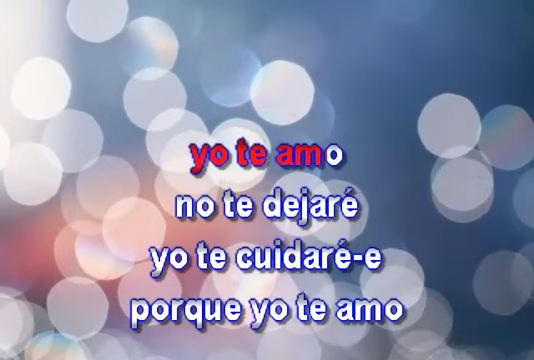 yo te amo
no te dejaré
yo te cuidaré-e
porque yo te amo